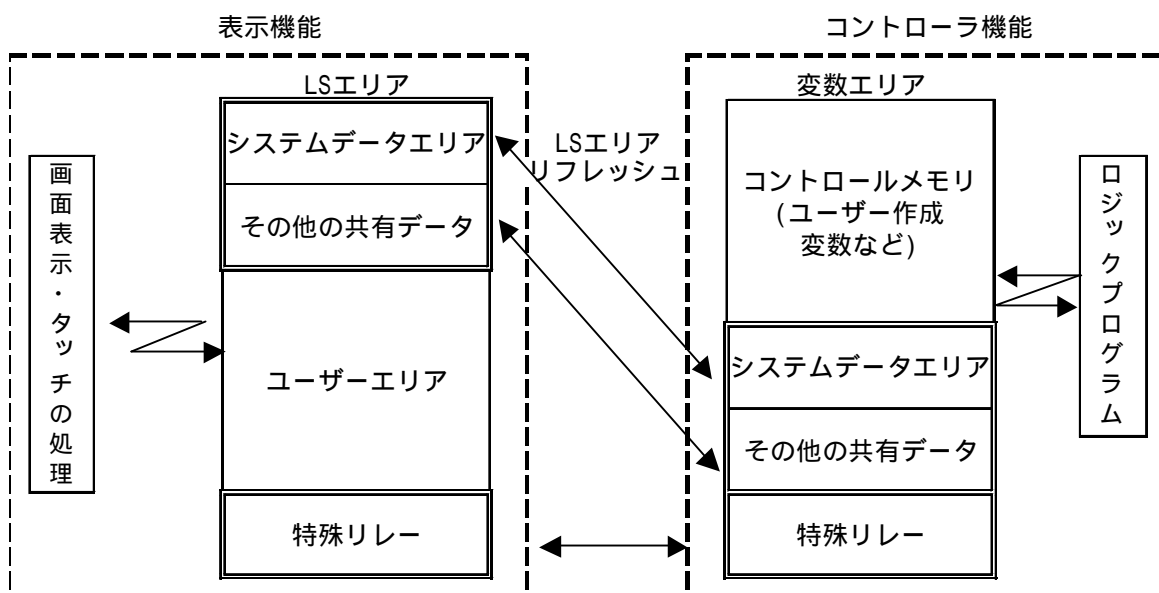 表示機能
コントローラ機能
LSエリア
変数エリア
システムデータエリア
その他の共有データ
ユーザーエリア
特殊リレー
画面表示・タッチの処理
LSエリア
リフレッシュ
コントロールメモリ
(ユーザー作成
変数など)
システムデータエリア
その他の共有データ
特殊リレー
ロジックプログラム